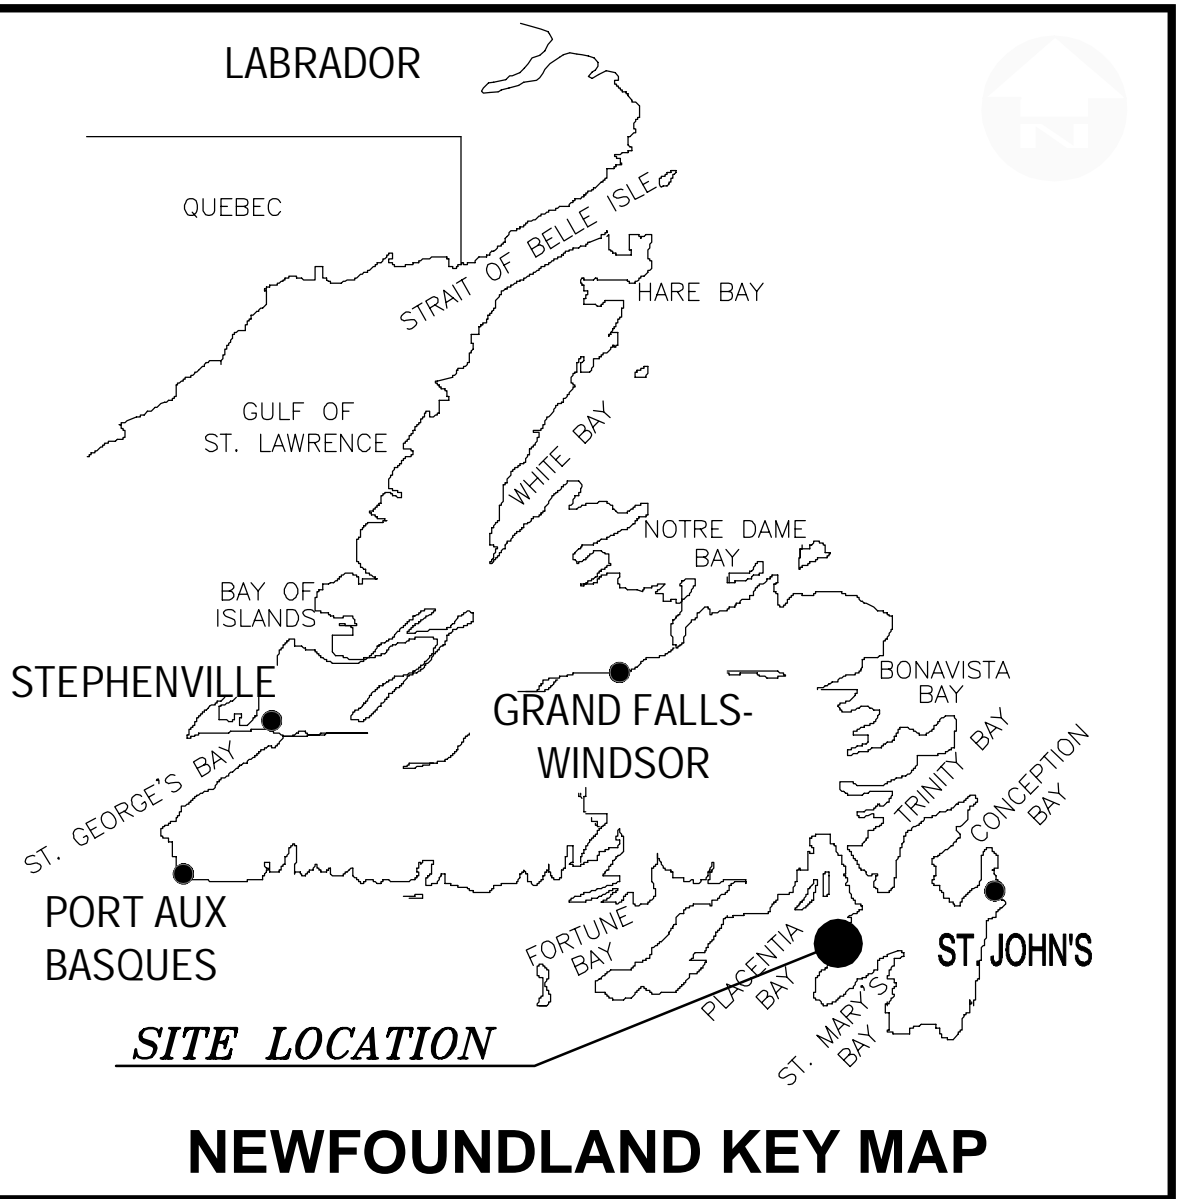 LABRADOR
N
QUEBEC
STRAIT OF BELLE ISLE
HARE BAY
GULF OF
ST. LAWRENCE
WHITE BAY
NOTRE DAME
BAY
BAY OF
ISLANDS
STEPHENVILLE
BONAVISTA
BAY
GRAND FALLS-
WINDSOR
TRINITY BAY
CONCEPTION
BAY
ST. GEORGE'S BAY
PORT AUX
BASQUES
FORTUNE
BAY
PLACENTIA
BAY
ST. JOHN'S
ST. MARY'S
BAY
SITE LOCATION
NEWFOUNDLAND KEY MAP